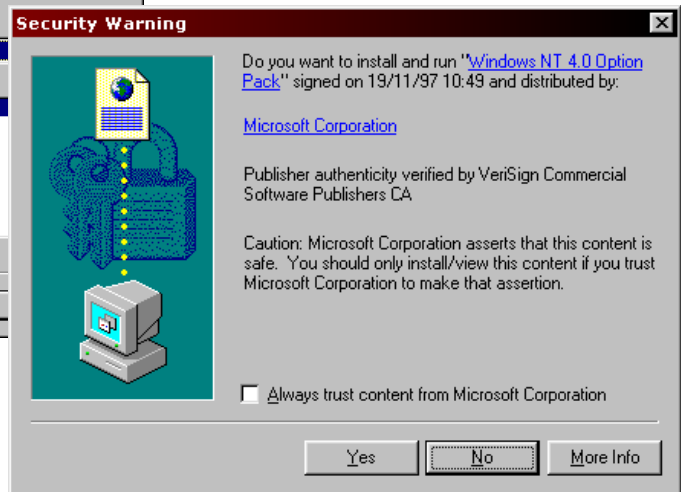 Security Warning
Do you want to install and run "Windows NT 4.0 Option
Pack" signed on 19/11/97 10:49 and distributed by:
Microsoft Corporation
Publisher authenticity verified by VeriSign Commercial
Software Publishers CA
Caution: Microsoft Corporation asserts that this content is
safe.  You should only install/view this content if you trust
Microsoft Corporation to make that assertion.
Always trust content from Microsoft Corporation
Yes No More Info